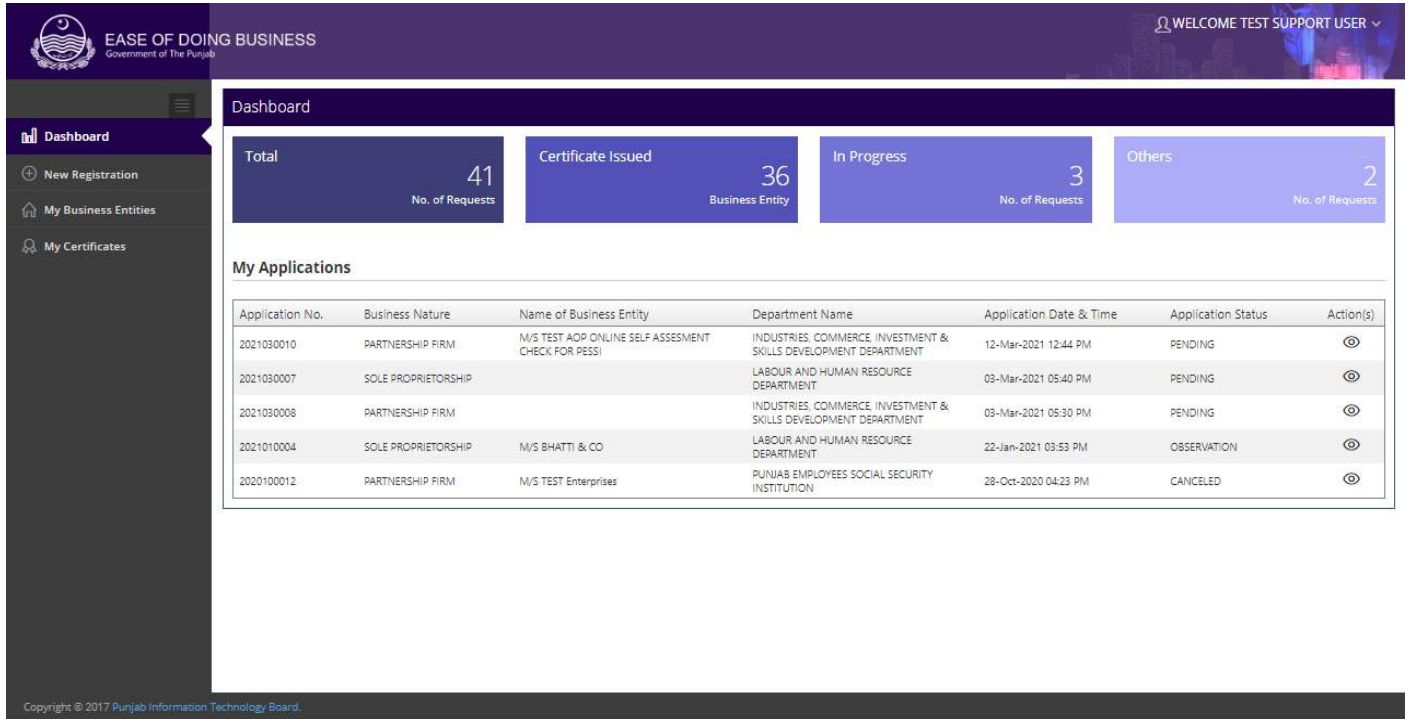 EASE OF DOING BUSINESS
Government of The Punjab
WELCOME TEST SUPPORT USER
Dashboard
New Registration
My Business Entities
My Certificates
Dashboard
Total
41
No. of Requests
Certificate Issued
36
Business Entity
In Progress
3
No. of Requests
Others
2
No. of Requests
My Applications
Application No. Business Nature Name of Business Entity Department Name Application Date & Time Application Status Action(s)
2021030010 PARTNERSHIP FIRM M/S TEST AOP ONLINE SELF ASSESMENT INDUSTRIES, COMMERCE, INVESTMENT & 12-Mar-2021 12:44 PM PENDING
CHECK FOR PESSI SKILLS DEVELOPMENT DEPARTMENT
2021030007 SOLE PROPRIETORSHIP LABOUR AND HUMAN RESOURCE 03-Mar-2021 05:40 PM PENDING
DEPARTMENT
2021030008 PARTNERSHIP FIRM INDUSTRIES, COMMERCE, INVESTMENT & 03-Mar-2021 05:30 PM PENDING
SKILLS DEVELOPMENT DEPARTMENT
2021010004 SOLE PROPRIETORSHIP M/S BHATTI & CO LABOUR AND HUMAN RESOURCE 22-Jan-2021 03:53 PM OBSERVATION
DEPARTMENT
2020100012 PARTNERSHIP FIRM M/S TEST Enterprises PUNJAB EMPLOYEES SOCIAL SECURITY 28-Oct-2020 04:23 PM CANCELED
INSTITUTION
Copyright © 2017 Punjab Information Technology Board.